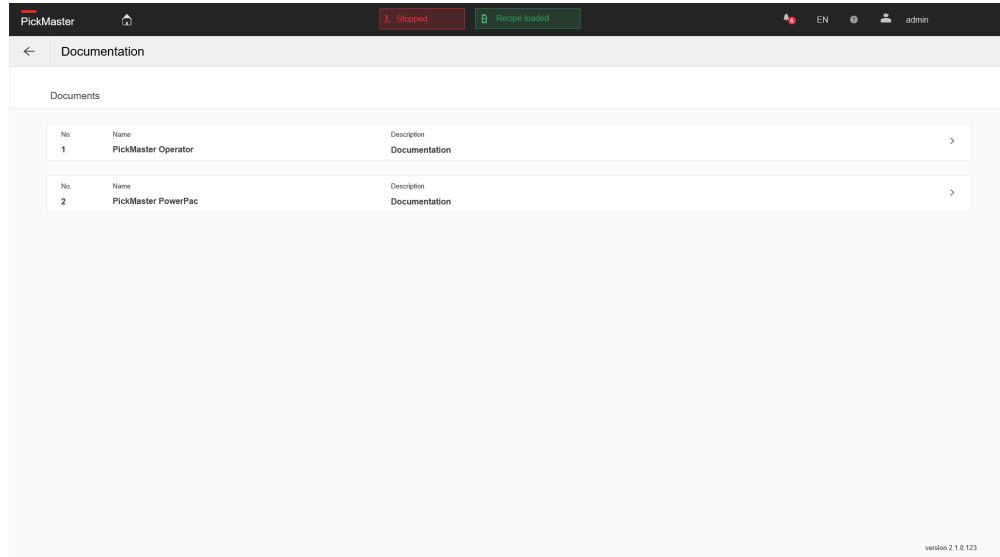 PickMaster Stopped Recipe loaded 6 EN admin
Documentation
Documents
No. Name Description
1 PickMaster Operator Documentation
No. Name Description
2 PickMaster PowerPac Documentation
version 2.1.0.123